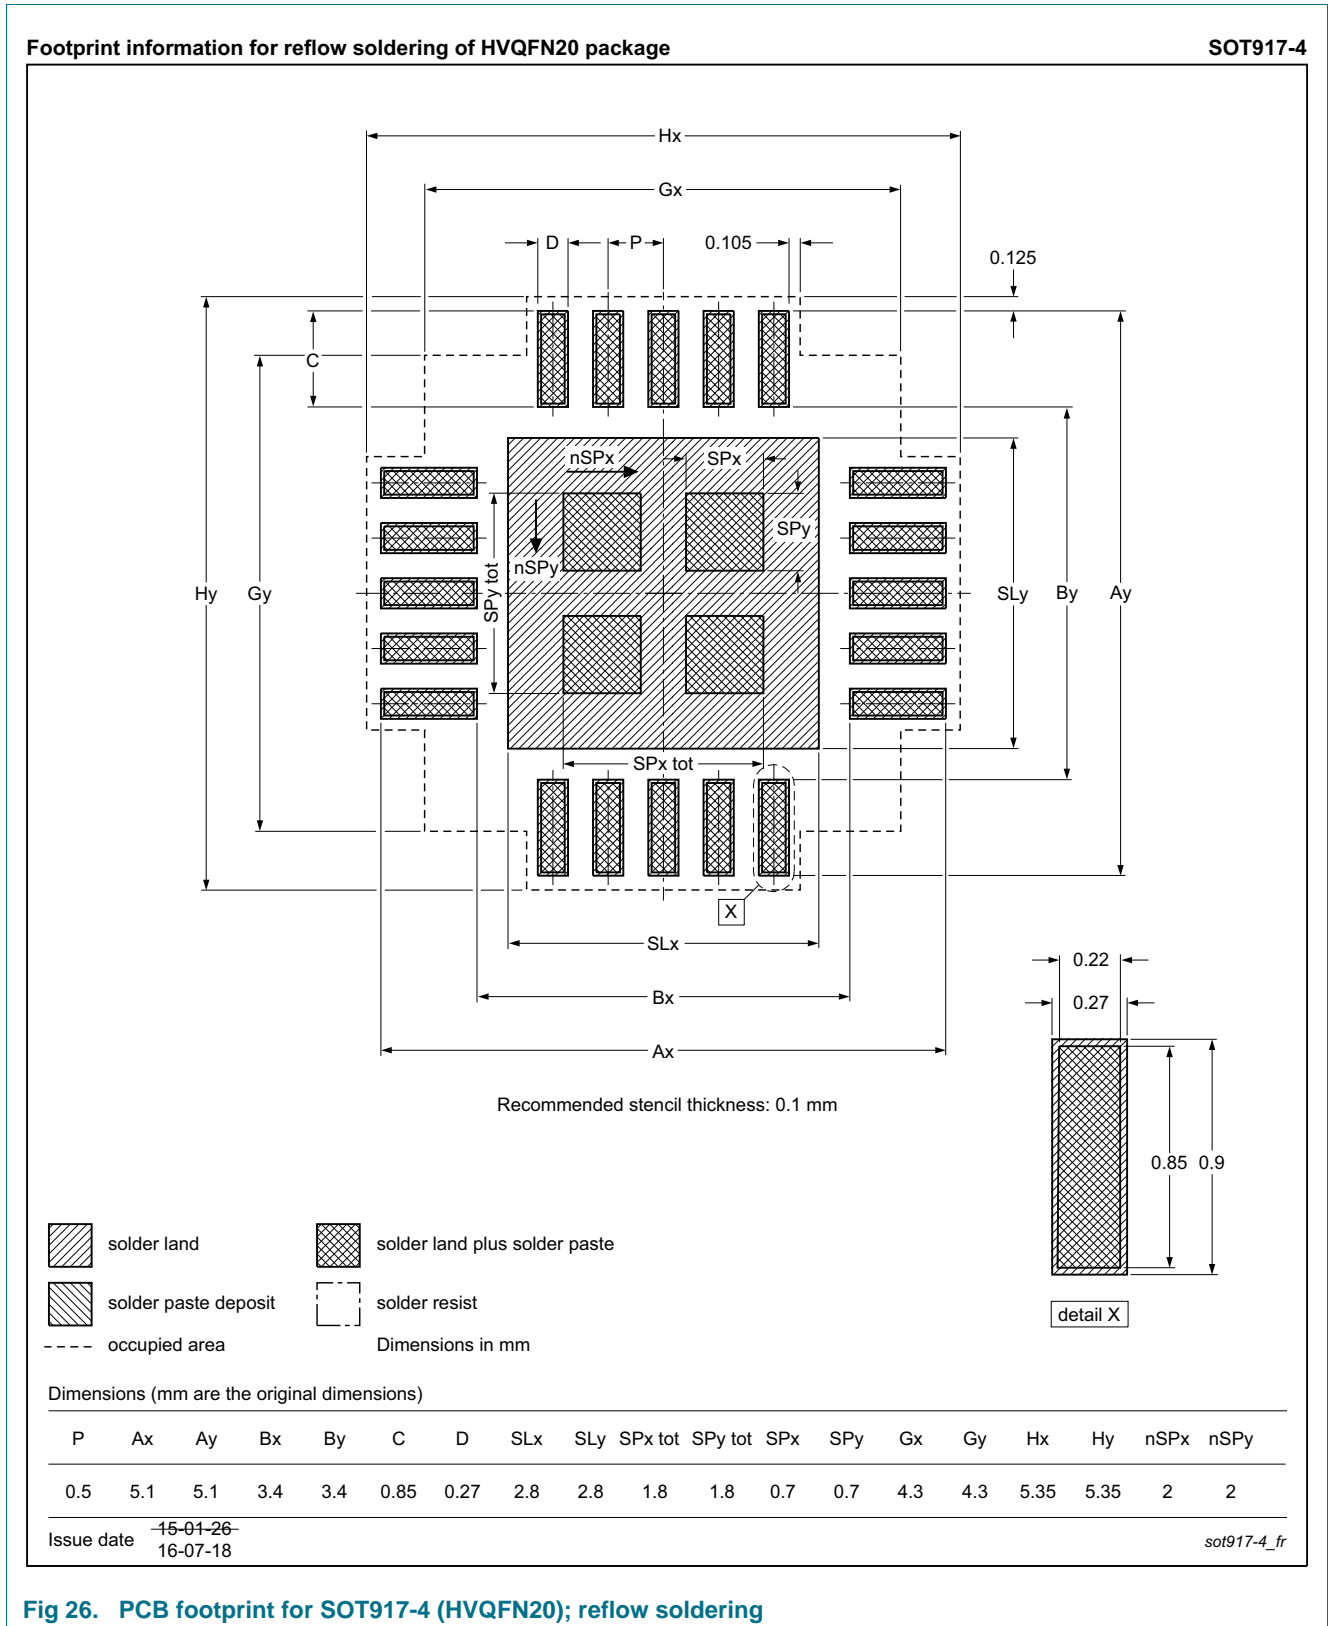 Footprint information for reflow soldering of HVQFN20 package SOT917-4
Hx
Gx
D P 0.105
0.125
C
nSPx SPx
SPy
nSPy
SPy tot
Hy Gy SLy By Ay
SPx tot
X
SLx
Bx
Ax
0.22
0.27
0.85 0.9
detail X
Recommended stencil thickness: 0.1 mm
solder land solder land plus solder paste
solder paste deposit solder resist
occupied area Dimensions in mm
Dimensions (mm are the original dimensions)
P Ax Ay Bx By C D SLx SLy SPx tot SPy tot SPx SPy Gx Gy Hx Hy nSPx nSPy
0.5 5.1 5.1 3.4 3.4 0.85 0.27 2.8 2.8 1.8 1.8 0.7 0.7 4.3 4.3 5.35 5.35 2 2
Issue date 15-01-26
16-07-18
sot917-4_fr
Fig 26. PCB footprint for SOT917-4 (HVQFN20); reflow soldering